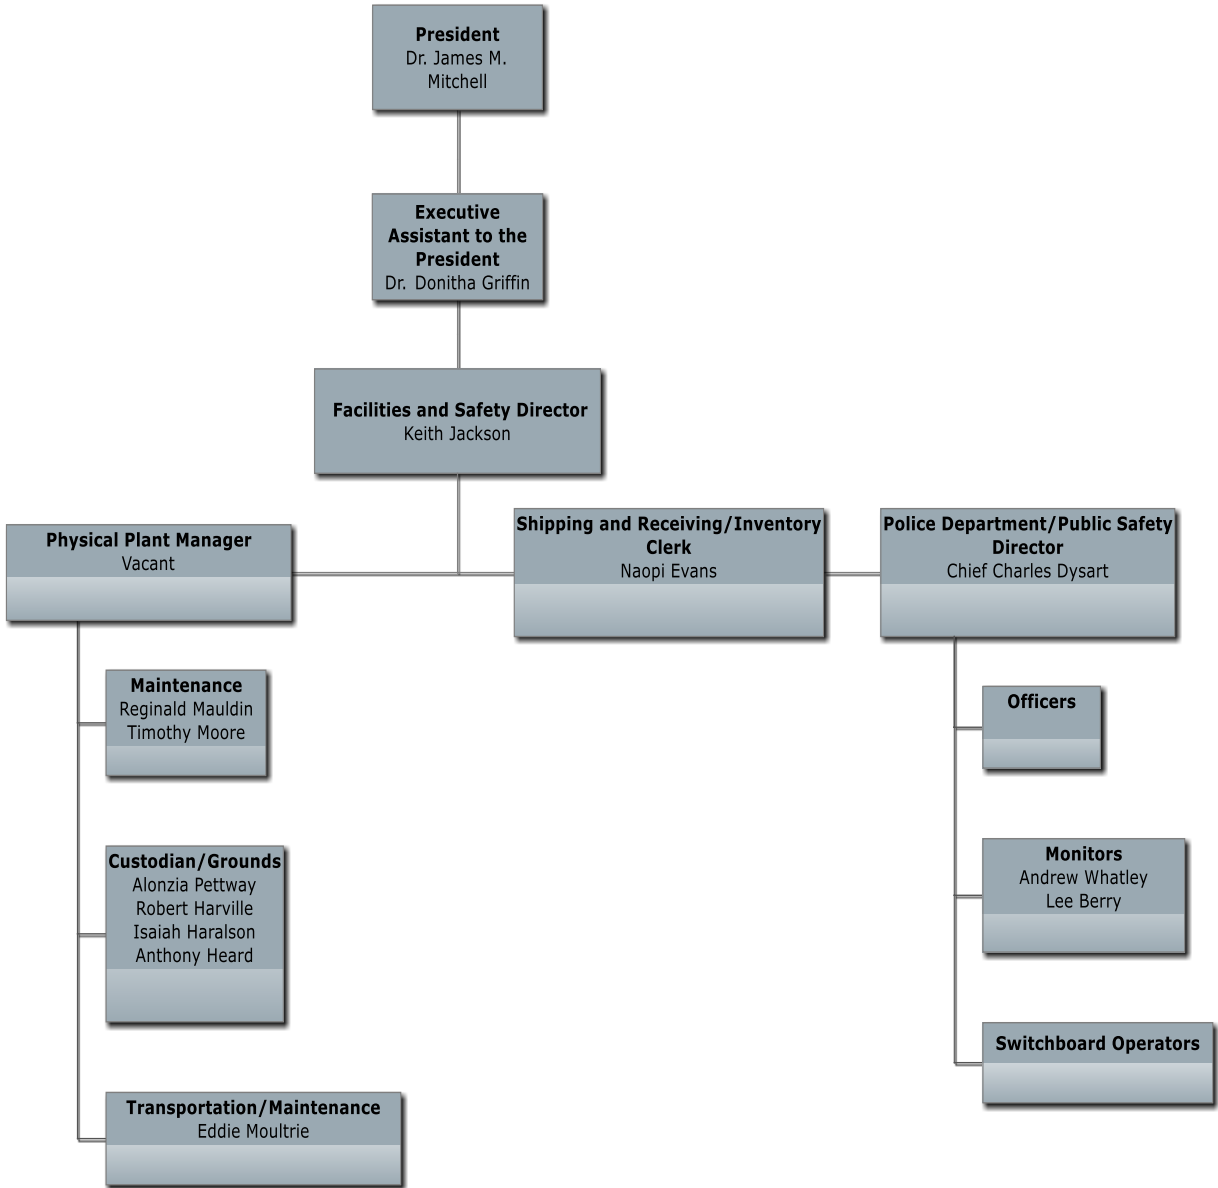 President
Dr. James M.
Mitchell
Executive
Assistant to the
President
Dr. Donitha Griffin
Facilities and Safety Director
Keith Jackson
Physical Plant Manager
Vacant
Shipping and Receiving/Inventory
Clerk
Naopi Evans
Police Department/Public Safety
Director
Chief Charles Dysart
Maintenance
Reginald Mauldin
Timothy Moore
Custodian/Grounds
Alonzia Pettway
Robert Harville
Isaiah Haralson
Anthony Heard
Transportation/Maintenance
Eddie Moultrie
Officers
Monitors
Andrew Whatley
Lee Berry
Switchboard Operators